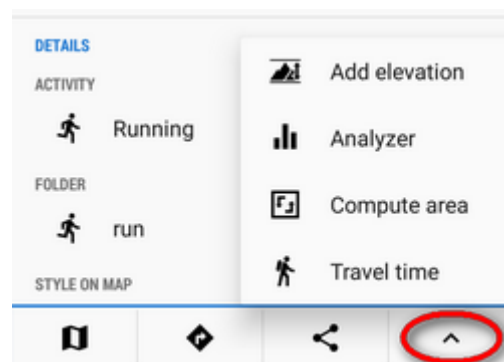 DETAILS
ACTIVITY
Running
FOLDER
run
STYLE ON MAP
Add elevation
Analyzer
Compute area
Travel time